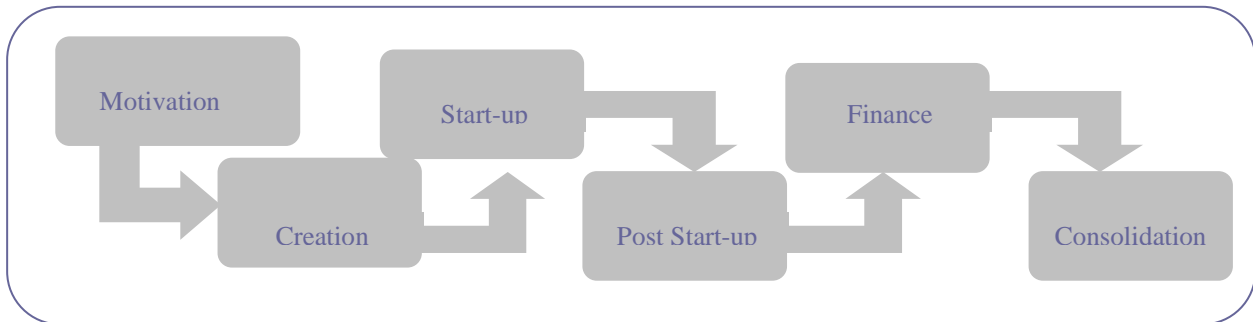 Motivation
Creation
Start-up
Post Start-up
Finance
Consolidation